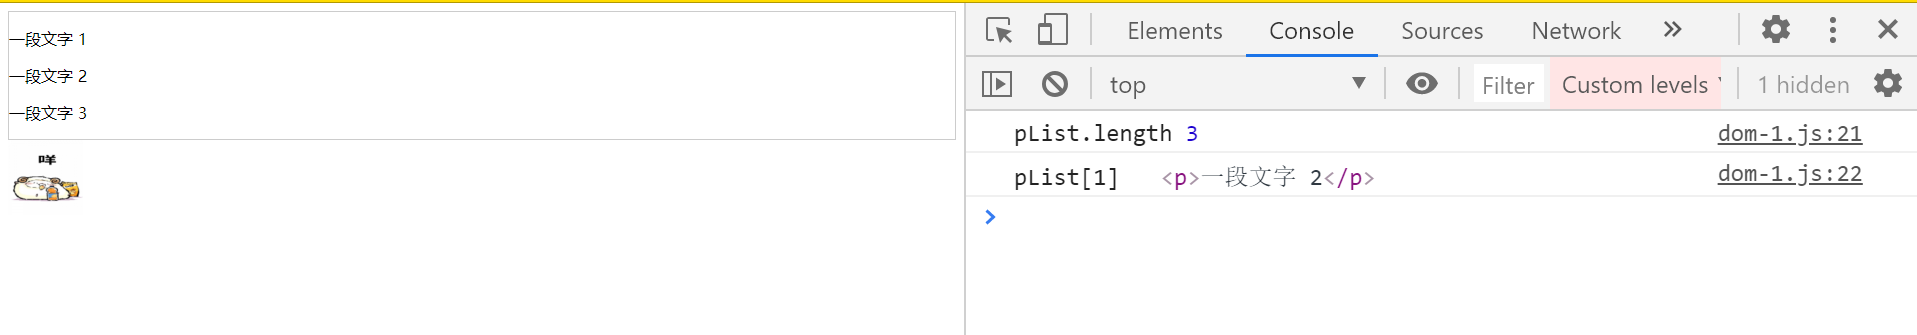 一段文字 1
一段文字 2
一段文字 3
咩
Elements Console Sources Network
top Filter Custom levels 1 hidden
pList.length 3 dom-1.js:21
pList[1] <p>一段文字 2</p> dom-1.js:22